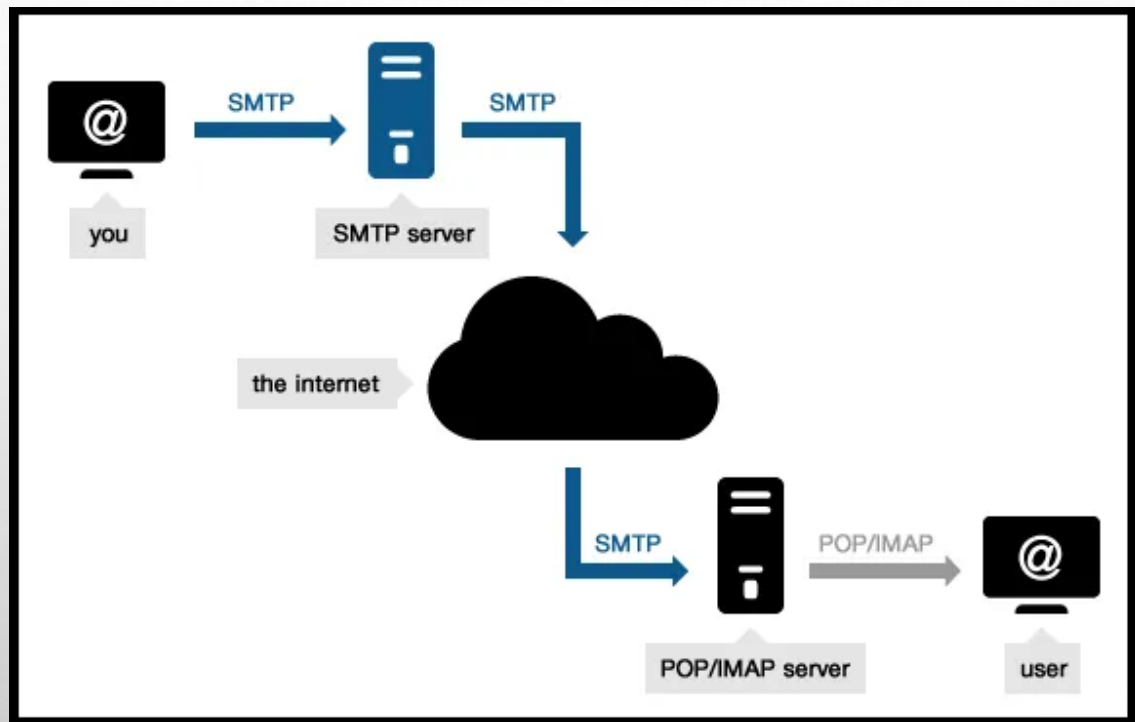 SMTP
SMTP
@
you
SMTP server
the internet
SMTP
POP/IMAP
@
POP/IMAP server
user